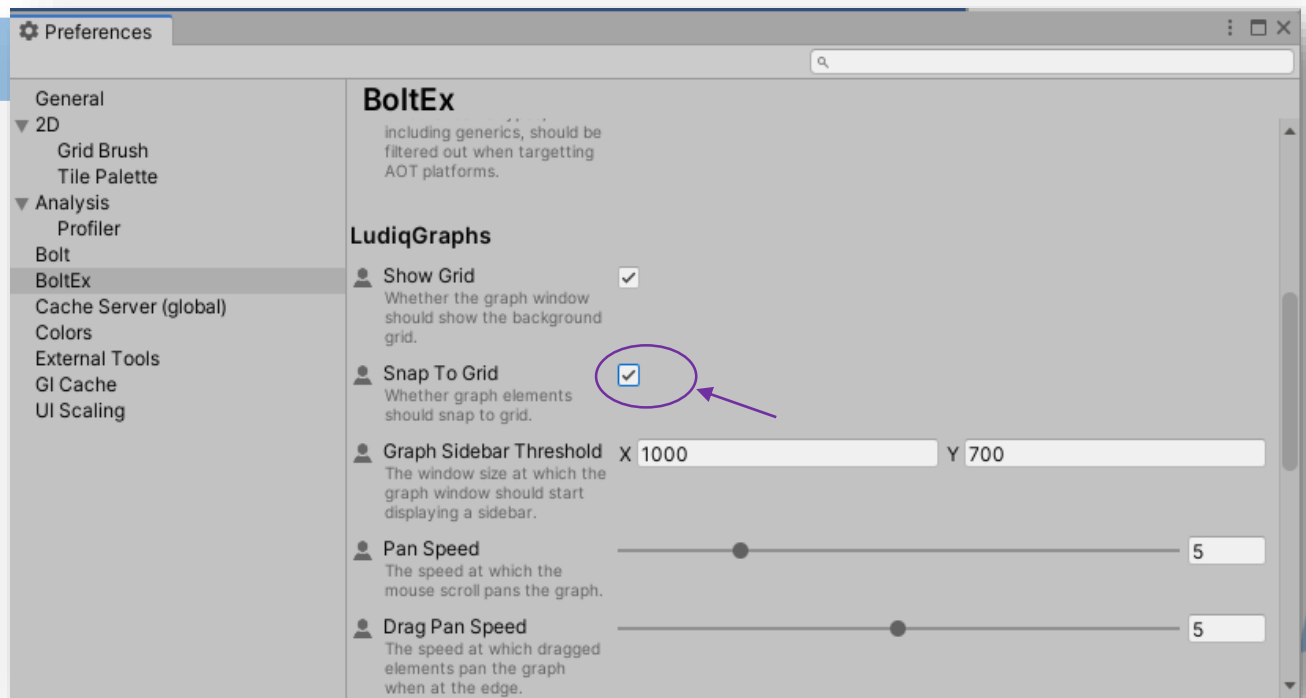 Preferences
General
2D
Grid Brush
Tile Palette
Analysis
Profiler
Bolt
BoltEx
Cache Server (global)
Colors
External Tools
GI Cache
UI Scaling
BoltEx
including generics, should be
filtered out when targetting
AOT platforms.
LudiqGraphs
Show Grid
Whether the graph window
should show the background
grid.
Snap To Grid
Whether graph elements
should snap to grid.
Graph Sidebar Threshold X 1000 Y 700
The window size at which the
graph window should start
displaying a sidebar.
Pan Speed 5
The speed at which the
mouse scroll pans the graph.
Drag Pan Speed 5
The speed at which dragged
elements pan the graph
when at the edge.